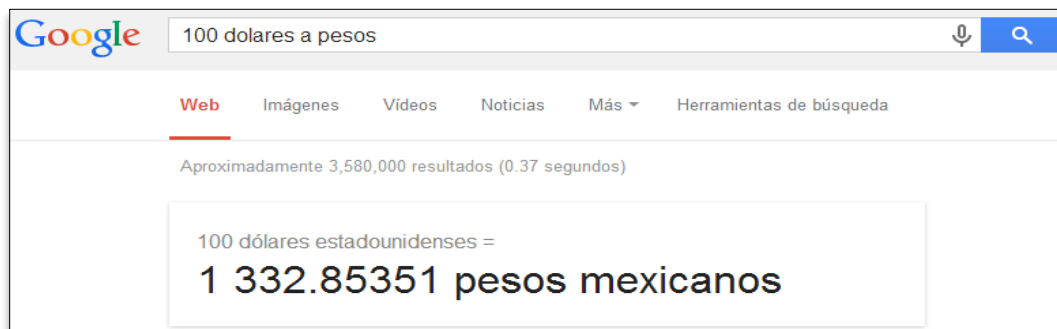 Google 100 dolares a pesos
Web Imágenes Vídeos Noticias Más Herramientas de búsqueda
Aproximadamente 3,580,000 resultados (0.37 segundos)
100 dólares estadounidenses =
1 332.85351 pesos mexicanos